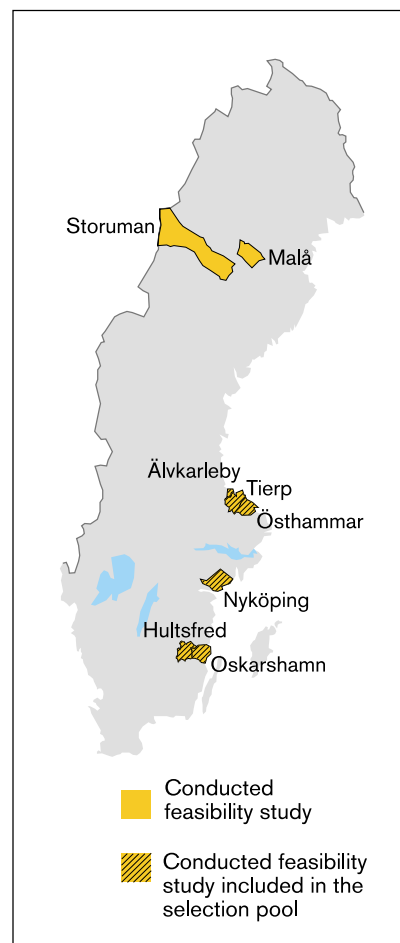 Storuman
Malå
Älvkarleby
Tierp
Östhammar
Nyköping
Hultsfred
Oskarshamn
Conducted
feasibility study
Conducted feasibility
study included in the
selection pool